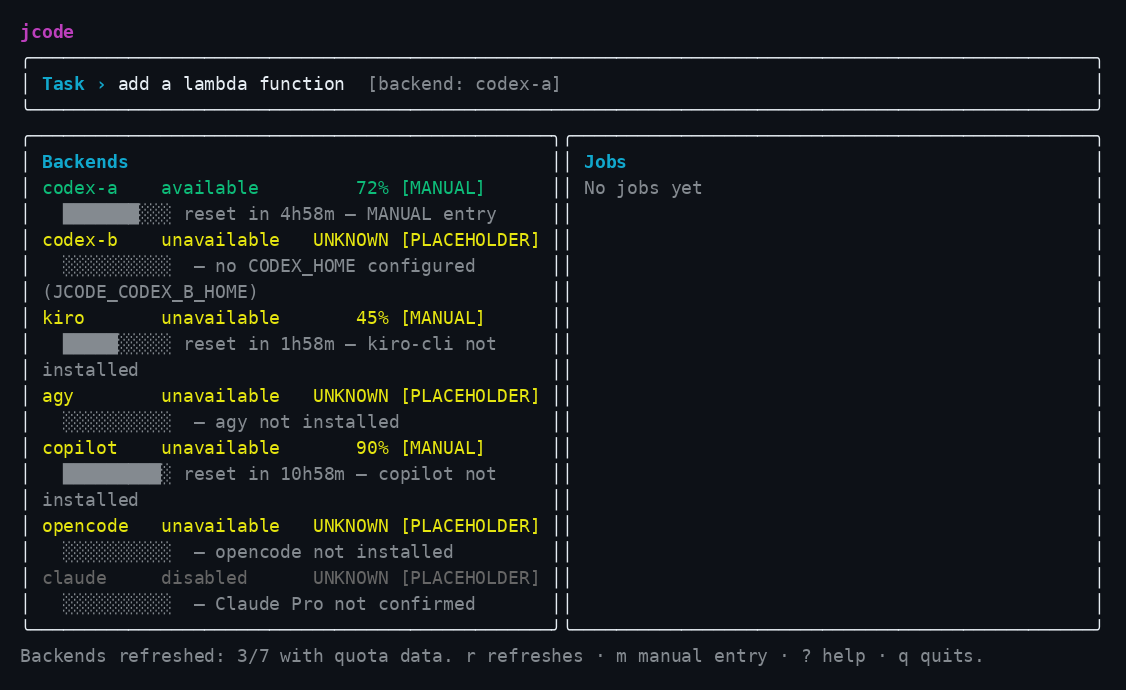 jcode
Task › add a lambda function [backend: codex-a]
Backends
codex-a available 72% [MANUAL]
reset in 4h58m — MANUAL entry
codex-b unavailable UNKNOWN [PLACEHOLDER]
— no CODEX_HOME configured
(JCODE_CODEX_B_HOME)
kiro unavailable 45% [MANUAL]
reset in 1h58m — kiro-cli not
installed
agy unavailable UNKNOWN [PLACEHOLDER]
— agy not installed
copilot unavailable 90% [MANUAL]
reset in 10h58m — copilot not
installed
opencode unavailable UNKNOWN [PLACEHOLDER]
— opencode not installed
claude disabled UNKNOWN [PLACEHOLDER]
— Claude Pro not confirmed
Jobs
No jobs yet
Backends refreshed: 3/7 with quota data. r refreshes · m manual entry · ? help · q quits.